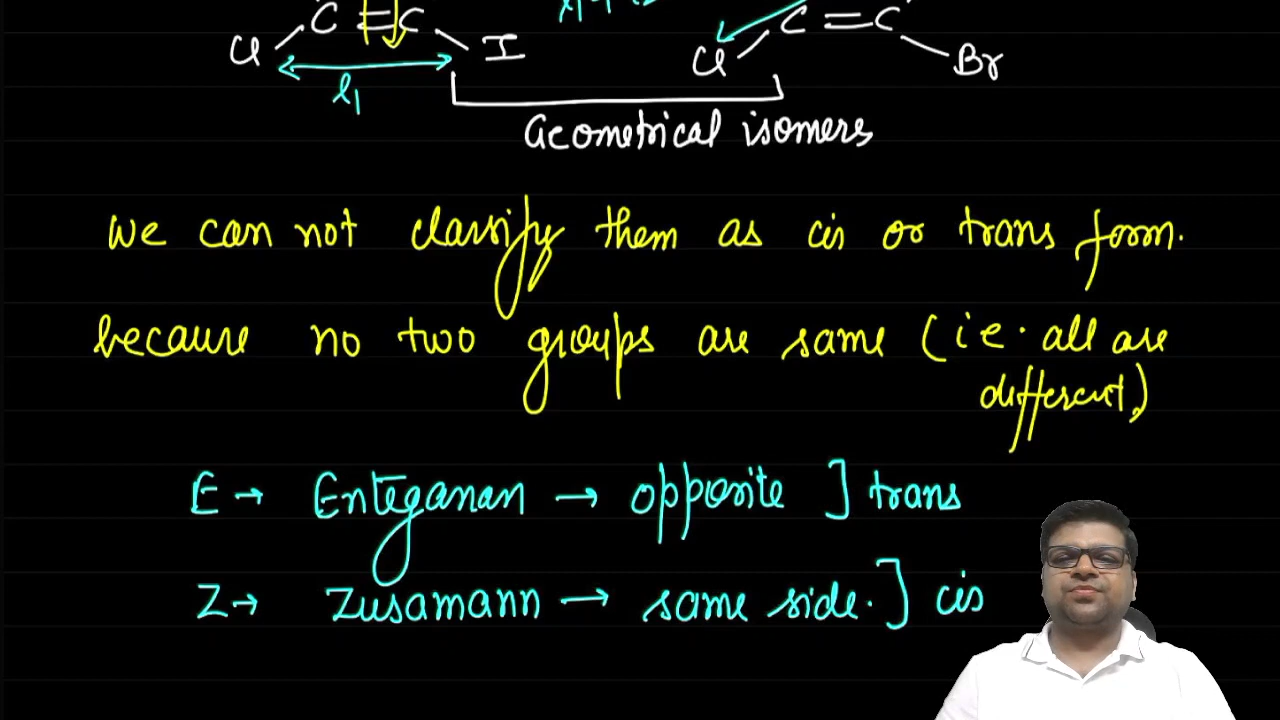 C = C
Cl I
l1
C = C
Cl Br
Geometrical isomers
we can not classify them as cis or trans form.
because no two groups are same (i.e. all are
different)
E → Enteganan → opposite ] trans
Z → Zusamann → same side. ] cis